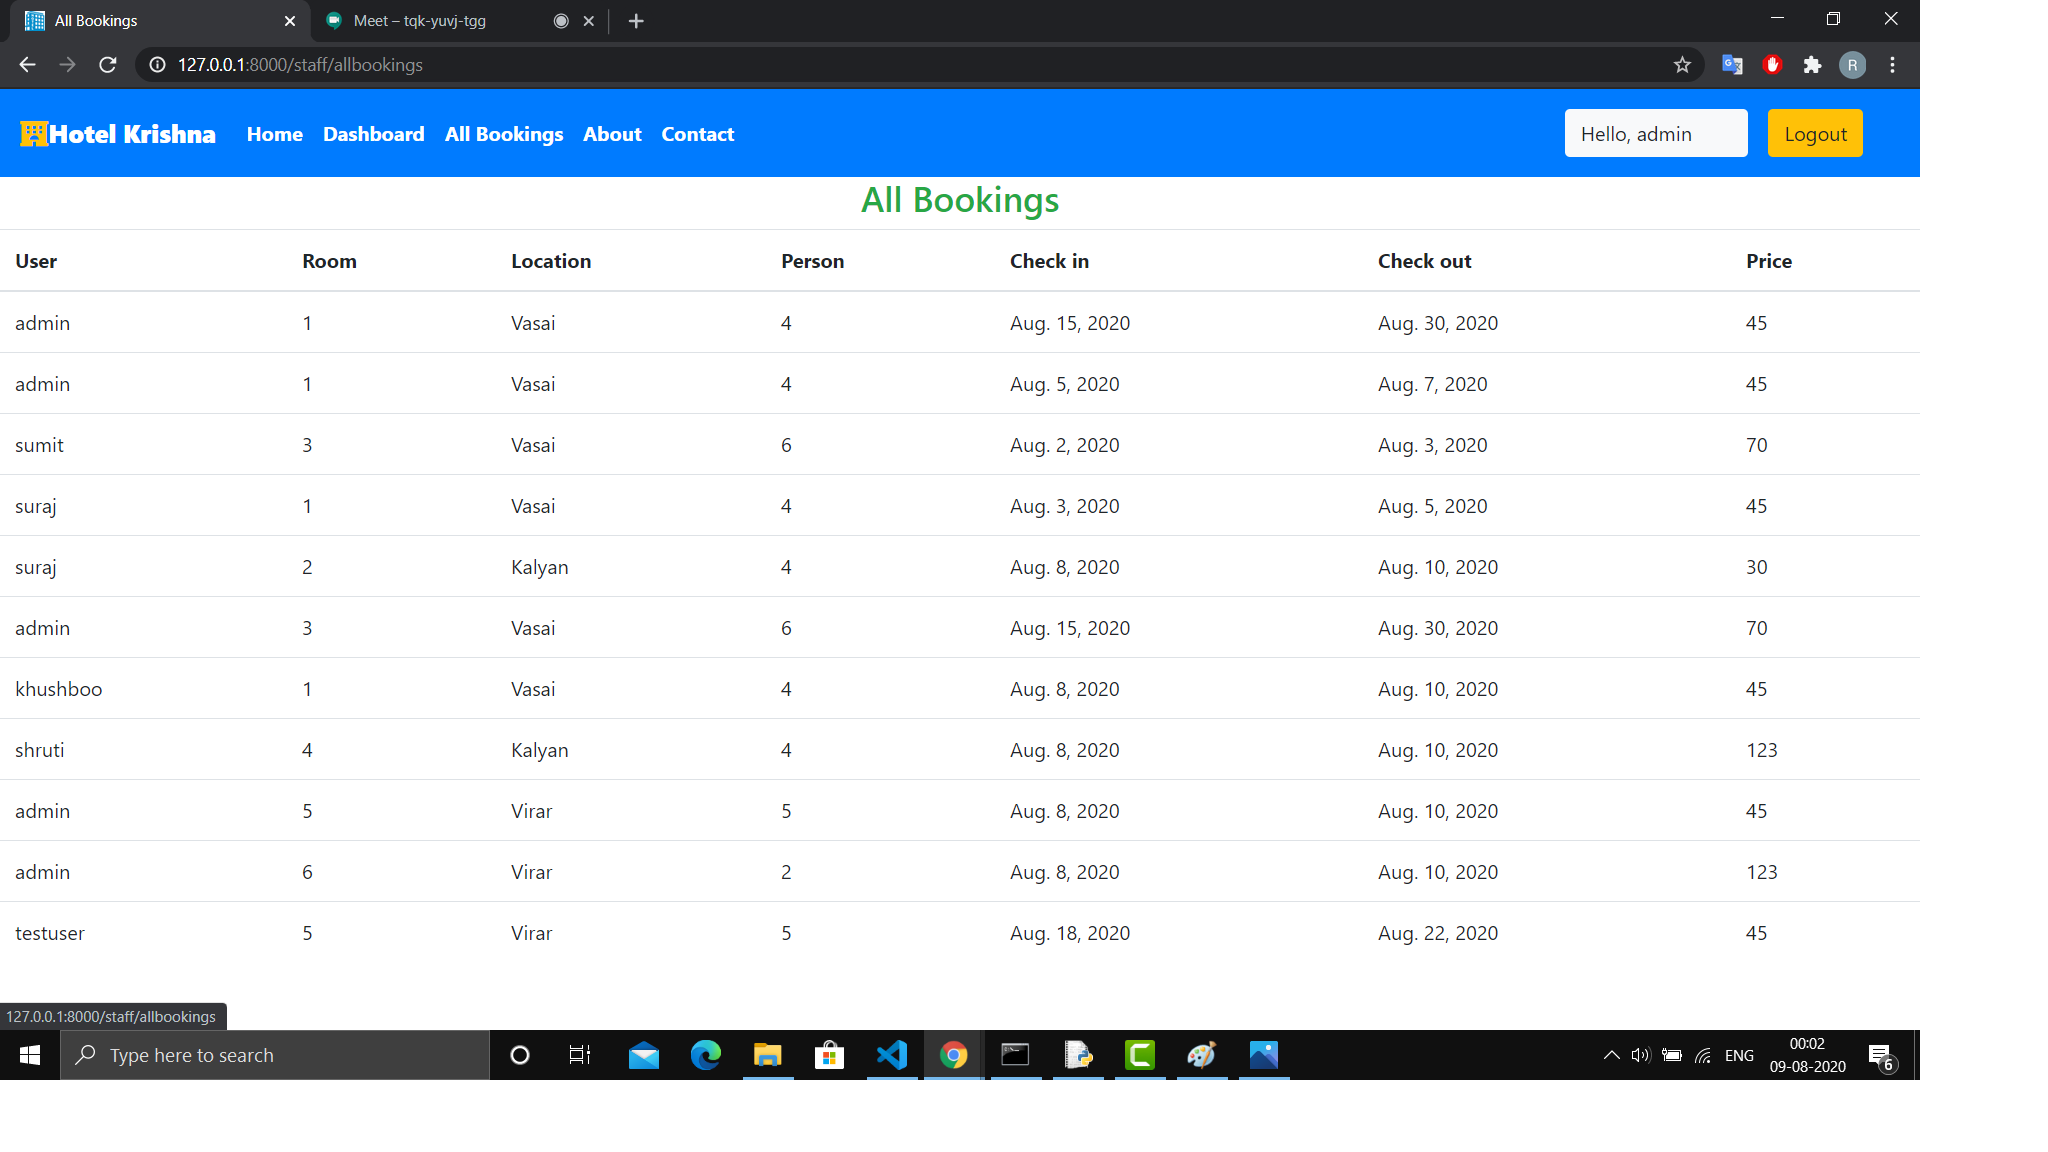 All Bookings
Meet – tqk-yuvj-tgg
127.0.0.1:8000/staff/allbookings
R
Hotel Krishna Home Dashboard All Bookings About Contact Hello, admin Logout
All Bookings
User Room Location Person Check in Check out Price
admin 1 Vasai 4 Aug. 15, 2020 Aug. 30, 2020 45
admin 1 Vasai 4 Aug. 5, 2020 Aug. 7, 2020 45
sumit 3 Vasai 6 Aug. 2, 2020 Aug. 3, 2020 70
suraj 1 Vasai 4 Aug. 3, 2020 Aug. 5, 2020 45
suraj 2 Kalyan 4 Aug. 8, 2020 Aug. 10, 2020 30
admin 3 Vasai 6 Aug. 15, 2020 Aug. 30, 2020 70
khushboo 1 Vasai 4 Aug. 8, 2020 Aug. 10, 2020 45
shruti 4 Kalyan 4 Aug. 8, 2020 Aug. 10, 2020 123
admin 5 Virar 5 Aug. 8, 2020 Aug. 10, 2020 45
admin 6 Virar 2 Aug. 8, 2020 Aug. 10, 2020 123
testuser 5 Virar 5 Aug. 18, 2020 Aug. 22, 2020 45
127.0.0.1:8000/staff/allbookings
Type here to search
ENG
00:02
09-08-2020
6